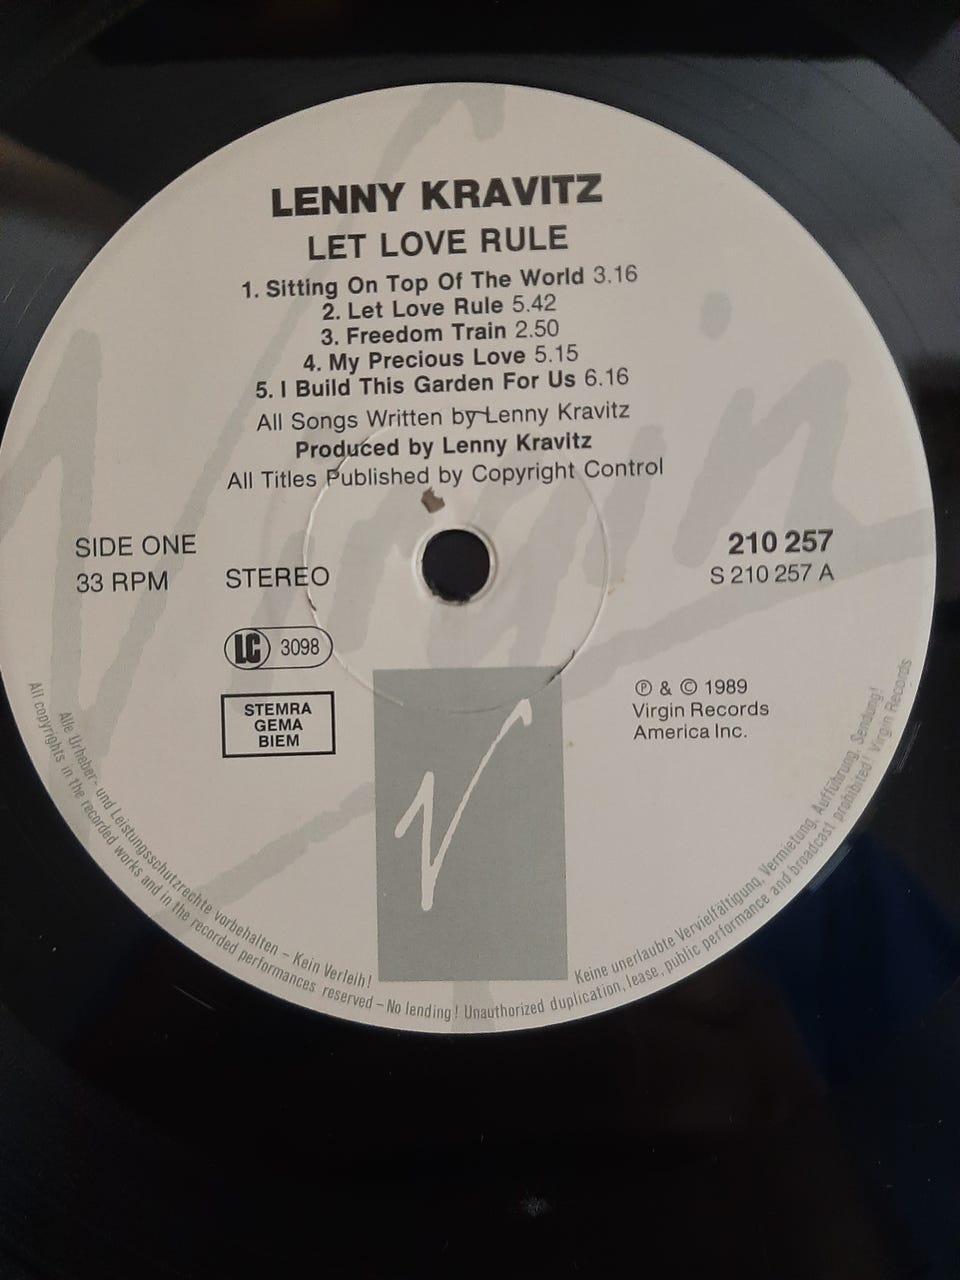 LENNY KRAVITZ
LET LOVE RULE
1. Sitting On Top Of The World 3.16
2. Let Love Rule 5.42
3. Freedom Train 2.50
4. My Precious Love 5.15
5. I Build This Garden For Us 6.16
All Songs Written by Lenny Kravitz
Produced by Lenny Kravitz
All Titles Published by Copyright Control
SIDE ONE
33 RPM
STEREO
210 257
S 210 257 A
LC 3098
STEMRA
GEMA
BIEM
℗ & © 1989
Virgin Records
America Inc.
Virgin
Alle Urheber- und Leistungsschutzrechte vorbehalten – Kein Verleih! Keine unerlaubte Vervielfältigung, Vermietung, Aufführung, Sendung!
All copyrights in the recorded works and in the recorded performances reserved – No lending! Unauthorized duplication, lease, public performance and broadcast prohibited! Virgin Records